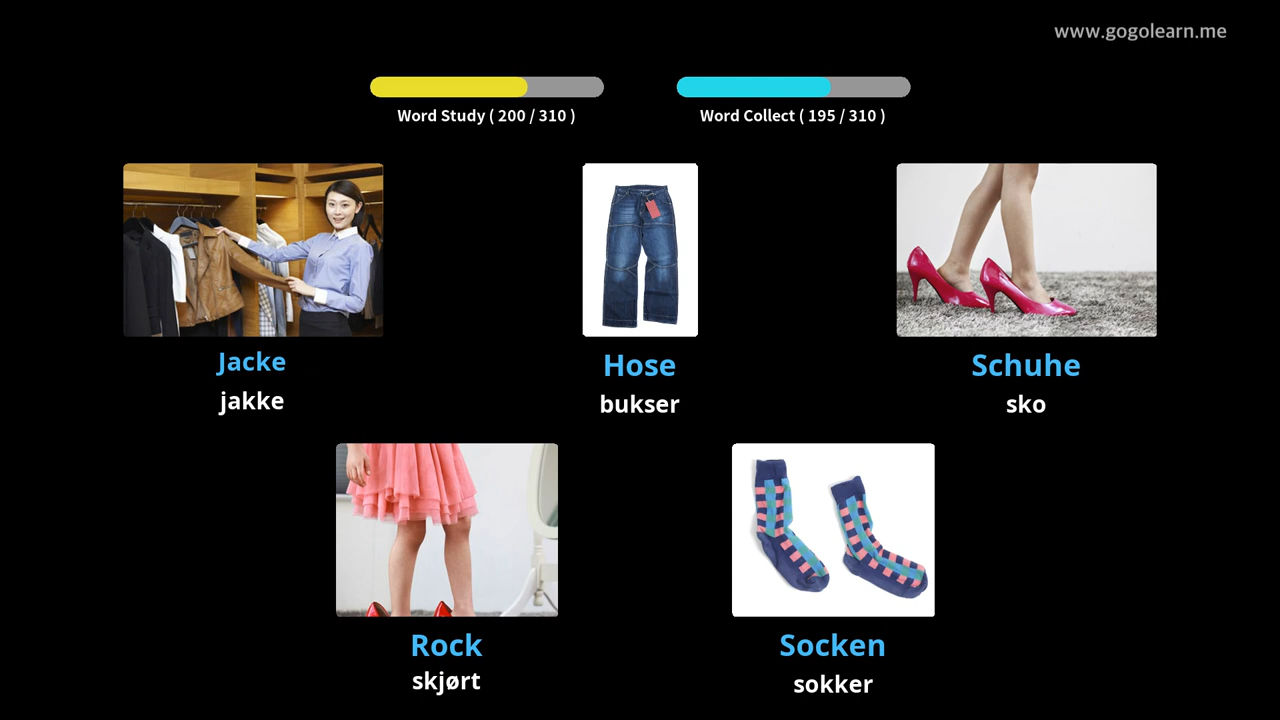 www.gogolearn.me
Word Study ( 200 / 310 )
Word Collect ( 195 / 310 )
Jacke
jakke
Hose
bukser
Schuhe
sko
Rock
skjørt
Socken
sokker